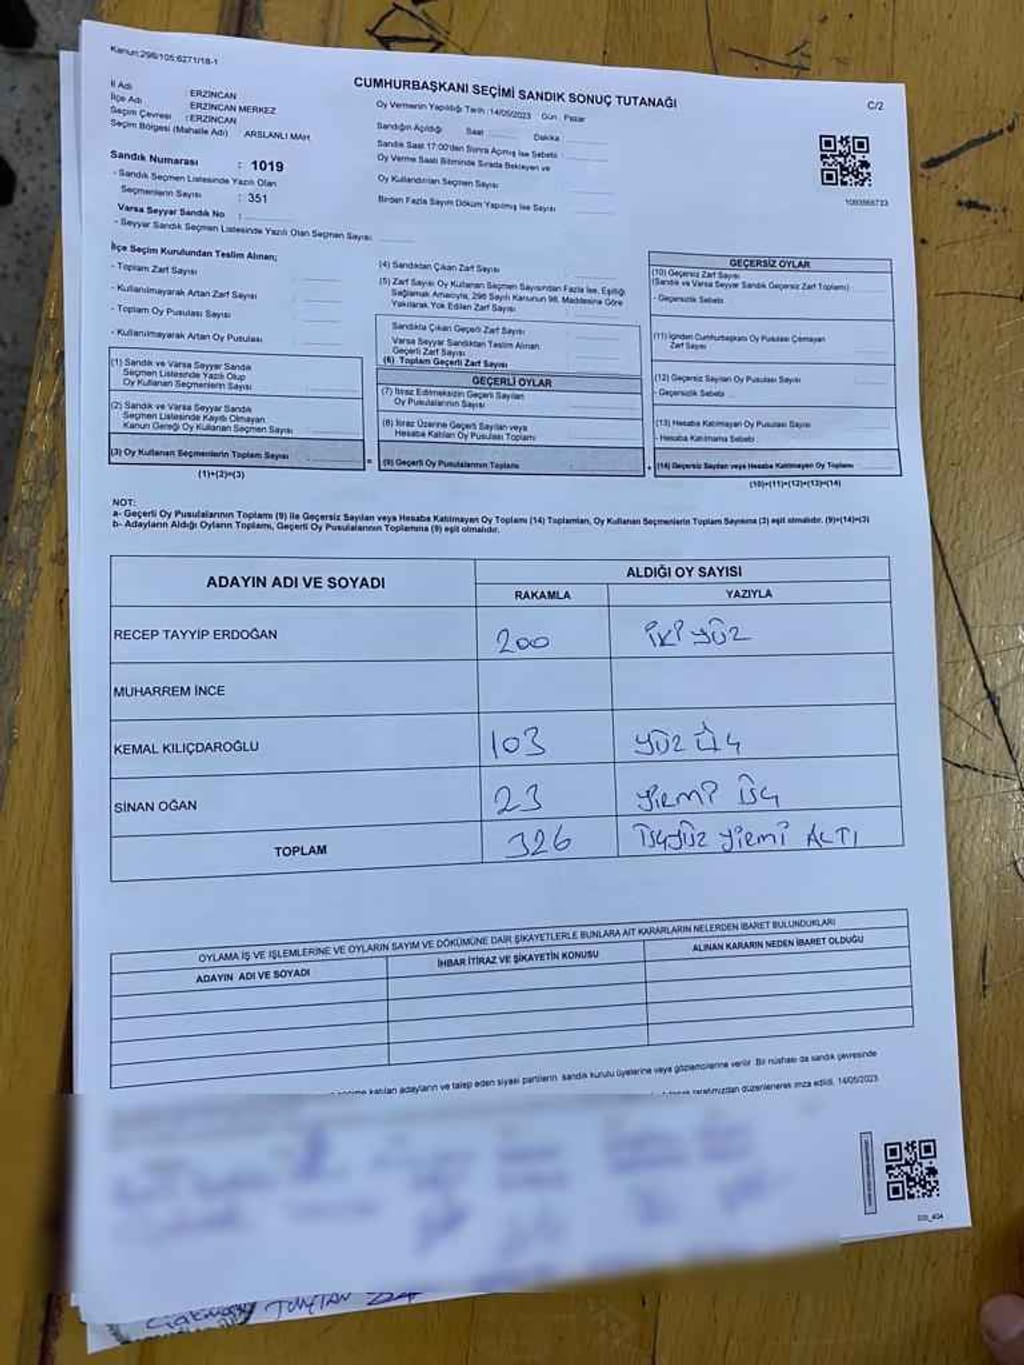 Kanun:298/105:6271/18-1
CUMHURBAŞKANI SEÇİMİ SANDIK SONUÇ TUTANAĞI
C/2
İl Adı : ERZİNCAN
İlçe Adı : ERZİNCAN MERKEZ
Seçim Çevresi : ERZİNCAN
Seçim Bölgesi (Mahalle Adı) : ARSLANLI MAH
Oy Vermenin Yapıldığı Tarih :14/05/2023 Gün : Pazar
Sandığın Açıldığı Saat Dakika :
Sandık Saat 17:00'den Sonra Açılmış İse Sebebi :
Oy Verme Saati Bitiminde Sırada Bekleyen ve
Oy Kullandırılan Seçmen Sayısı
Birden Fazla Sayım Döküm Yapılmış İse Sayısı
Sandık Numarası : 1019
- Sandık Seçmen Listesinde Yazılı Olan
Seçmenlerin Sayısı : 351
Varsa Seyyar Sandık No :
- Seyyar Sandık Seçmen Listesinde Yazılı Olan Seçmen Sayısı:
İlçe Seçim Kurulundan Teslim Alınan;
- Toplam Zarf Sayısı
- Kullanılmayarak Artan Zarf Sayısı
- Toplam Oy Pusulası Sayısı
- Kullanılmayarak Artan Oy Pusulası
(1) Sandık ve Varsa Seyyar Sandık
Seçmen Listesinde Yazılı Olup
Oy Kullanan Seçmenlerin Sayısı
(2) Sandık ve Varsa Seyyar Sandık
Seçmen Listesinde Kayıtlı Olmayan
Kanun Gereği Oy Kullanan Seçmen Sayısı
(3) Oy Kullanan Seçmenlerin Toplam Sayısı
(1)+(2)=(3)
(4) Sandıktan Çıkan Zarf Sayısı
(5) Zarf Sayısı Oy Kullanan Seçmen Sayısından Fazla İse, Eşitliği
Sağlamak Amacıyla, 298 Sayılı Kanunun 98. Maddesine Göre
Yakılarak Yok Edilen Zarf Sayısı
Sandıkta Çıkan Geçerli Zarf Sayısı
Varsa Seyyar Sandıktan Teslim Alınan
Geçerli Zarf Sayısı
(6) Toplam Geçerli Zarf Sayısı
GEÇERLİ OYLAR
(7) İtiraz Edilmeksizin Geçerli Sayılan
Oy Pusulalarının Sayısı
(8) İtiraz Üzerine Geçerli Sayılan veya
Hesaba Katılan Oy Pusulası Toplamı
(9) Geçerli Oy Pusulalarının Toplamı
GEÇERSİZ OYLAR
(10) Geçersiz Zarf Sayısı
(Sandık ve Varsa Seyyar Sandık Geçersiz Zarf Toplamı)
- Geçersizlik Sebebi
(11) İçinden Cumhurbaşkanı Oy Pusulası Çıkmayan
Zarf Sayısı
(12) Geçersiz Sayılan Oy Pusulası Sayısı
- Geçersizlik Sebebi
(13) Hesaba Katılmayan Oy Pusulası Sayısı
- Hesaba Katılmama Sebebi
(14) Geçersiz Sayılan veya Hesaba Katılmayan Oy Toplamı
(10)+(11)+(12)+(13)=(14)
NOT:
a- Geçerli Oy Pusulalarının Toplamı (9) ile Geçersiz Sayılan veya Hesaba Katılmayan Oy Toplamı (14) Toplamları, Oy Kullanan Seçmenlerin Toplam Sayısına (3) eşit olmalıdır. (9)+(14)=(3)
b- Adayların Aldığı Oyların Toplamı, Geçerli Oy Pusulalarının Toplamına (9) eşit olmalıdır.
ADAYIN ADI VE SOYADI
ALDIĞI OY SAYISI
RAKAMLA YAZIYLA
RECEP TAYYİP ERDOĞAN 200 İKİ YÜZ
MUHARREM İNCE
KEMAL KILIÇDAROĞLU 103 YÜZ ÜÇ
SİNAN OĞAN 23 YİRMİ ÜÇ
TOPLAM 326 ÜÇYÜZ YİRMİ ALTI
OYLAMA İŞ VE İŞLEMLERİNE VE OYLARIN SAYIM VE DÖKÜMÜNE DAİR ŞİKAYETLERLE BUNLARA AİT KARARLARIN NELERDEN İBARET BULUNDUKLARI
ADAYIN ADI VE SOYADI
İHBAR İTİRAZ VE ŞİKAYETİN KONUSU
ALINAN KARARIN NEDEN İBARET OLDUĞU
katılan adayların ve talep eden siyasi partilerin sandık kurulu üyelerine veya gözlemcilerine verilir. Bir nüshası da sandık çevresinde
tarafımızdan düzenlenerek imza edildi. 14/05/2023